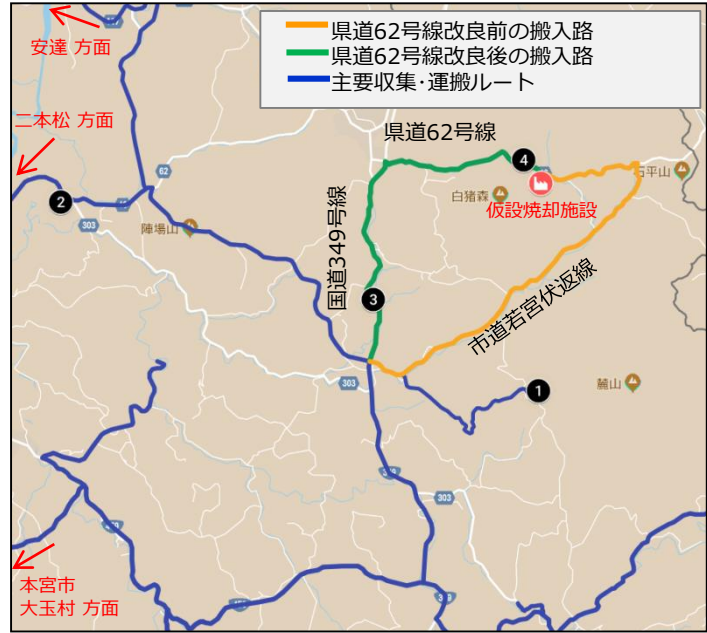 県道62号線改良前の搬入路
県道62号線改良後の搬入路
主要収集・運搬ルート
安達 方面
二本松 方面
県道62号線
4
石平山
62
白猪森
仮設焼却施設
2
303
陣場山
国道349号線
3
市道若宮伏返線
303
1
麓山
303
本宮市
大玉村 方面